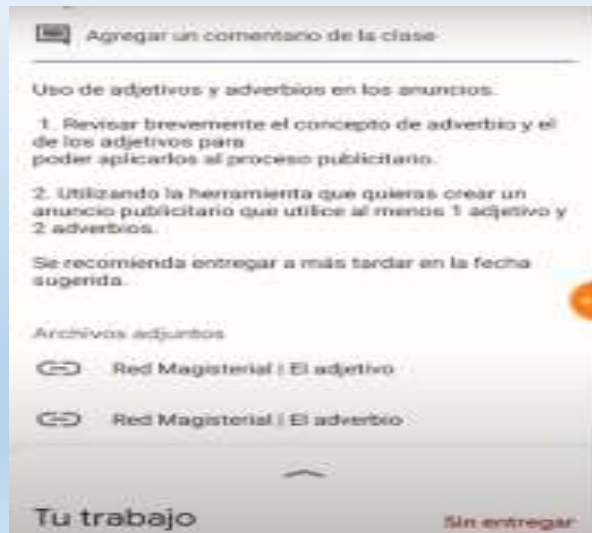 Agregar un comentario de la clase
Uso de adjetivos y adverbios en los anuncios.
1. Revisar brevemente el concepto de adverbio y el
de los adjetivos para
poder aplicarlos al proceso publicitario.
2. Utilizando la herramienta que quieras crear un
anuncio publicitario que utilice al menos 1 adjetivo y
2 adverbios.
Se recomienda entregar a más tardar en la fecha
sugerida.
Archivos adjuntos
Red Magisterial | El adjetivo
Red Magisterial | El adverbio
Tu trabajo
Sin entregar